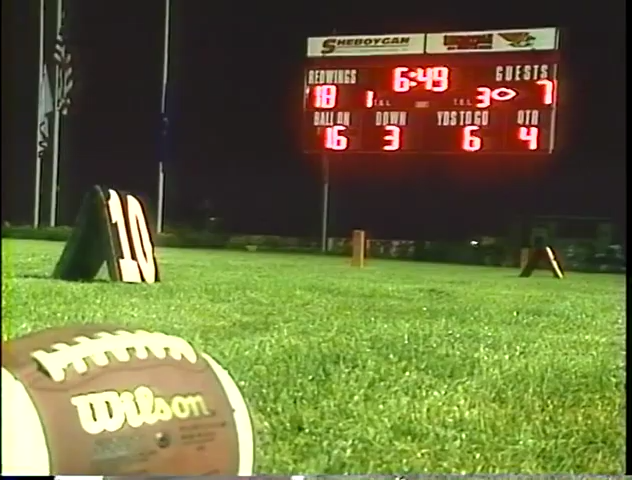 SHEBOYGAN
REDWINGS 6:49 GUESTS
18 1 T.O.L. T.O.L. 3 7
BALL ON DOWN YDS TO GO QTR
16 3 6 4
10
Wilson